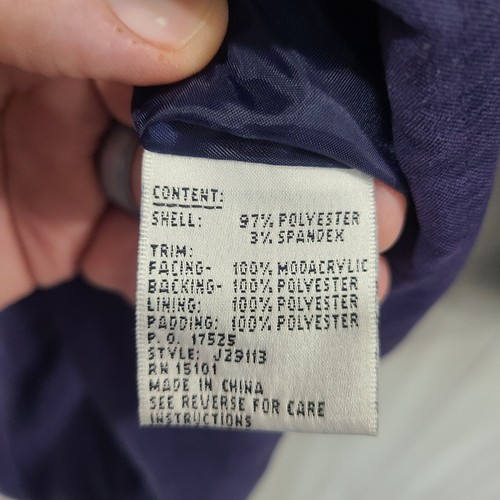 CONTENT:
SHELL: 97% POLYESTER
3% SPANDEX
TRIM:
FACING- 100% MODACRYLIC
BACKING- 100% POLYESTER
LINING: 100% POLYESTER
PADDING: 100% POLYESTER
P.O. 17525
STYLE: J29113
RN 15101
MADE IN CHINA
SEE REVERSE FOR CARE
INSTRUCTIONS